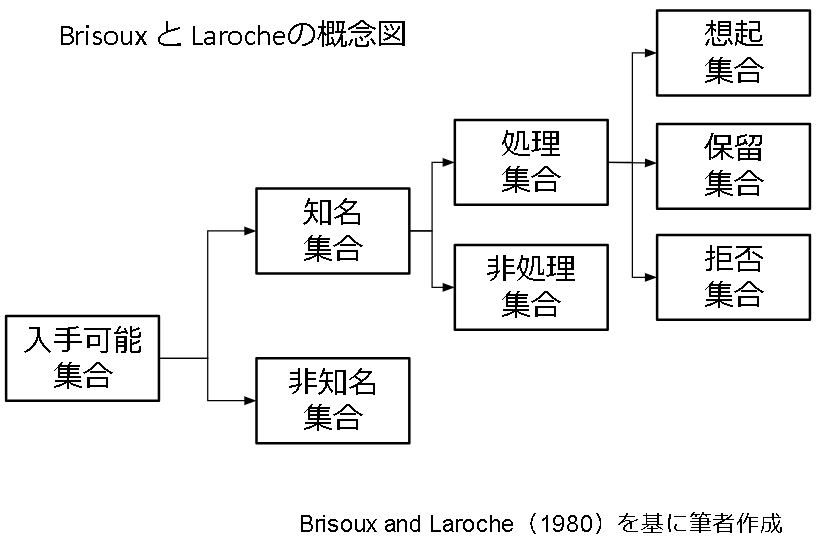 Brisoux と Larocheの概念図
想起
集合
処理
集合
保留
集合
知名
集合
非処理
集合
拒否
集合
入手可能
集合
非知名
集合
Brisoux and Laroche（1980）を基に筆者作成